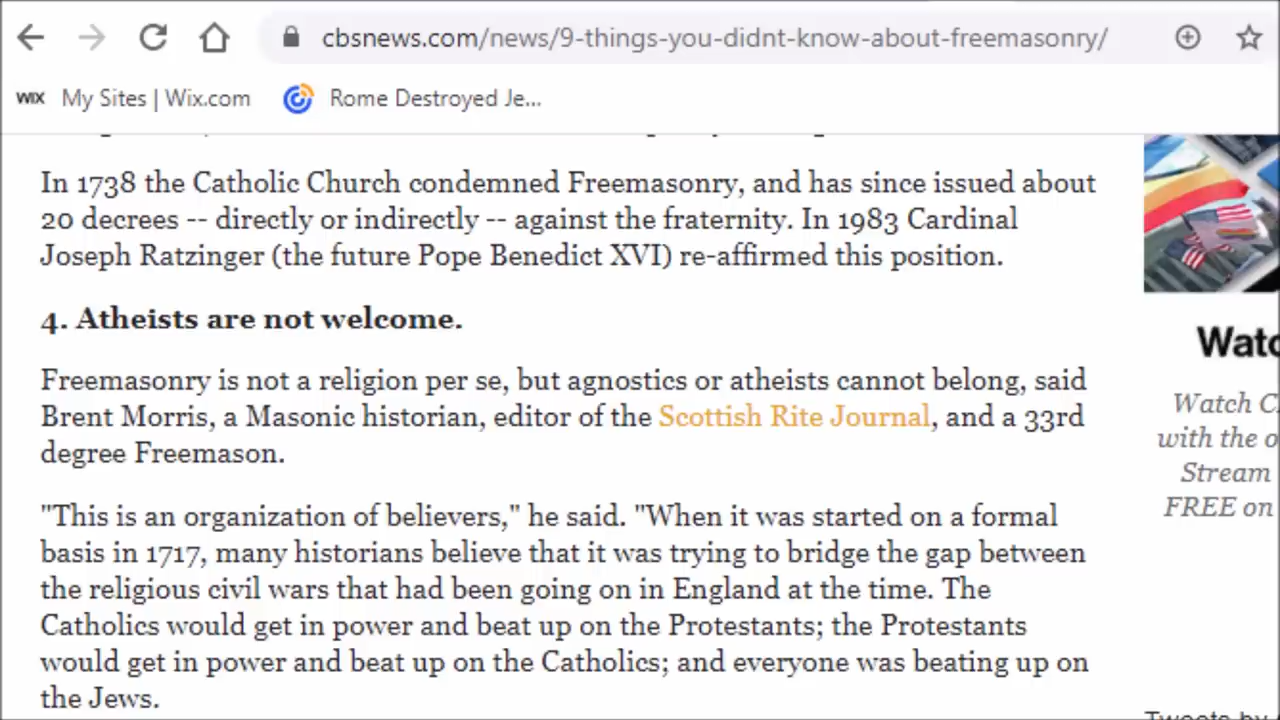 cbsnews.com/news/9-things-you-didnt-know-about-freemasonry/
WIX My Sites | Wix.com Rome Destroyed Je...
In 1738 the Catholic Church condemned Freemasonry, and has since issued about
20 decrees -- directly or indirectly -- against the fraternity. In 1983 Cardinal
Joseph Ratzinger (the future Pope Benedict XVI) re-affirmed this position.
4. Atheists are not welcome.
Freemasonry is not a religion per se, but agnostics or atheists cannot belong, said
Brent Morris, a Masonic historian, editor of the Scottish Rite Journal, and a 33rd
degree Freemason.
"This is an organization of believers," he said. "When it was started on a formal
basis in 1717, many historians believe that it was trying to bridge the gap between
the religious civil wars that had been going on in England at the time. The
Catholics would get in power and beat up on the Protestants; the Protestants
would get in power and beat up on the Catholics; and everyone was beating up on
the Jews.
Watc
Watch C
with the o
Stream
FREE on
Tweets by